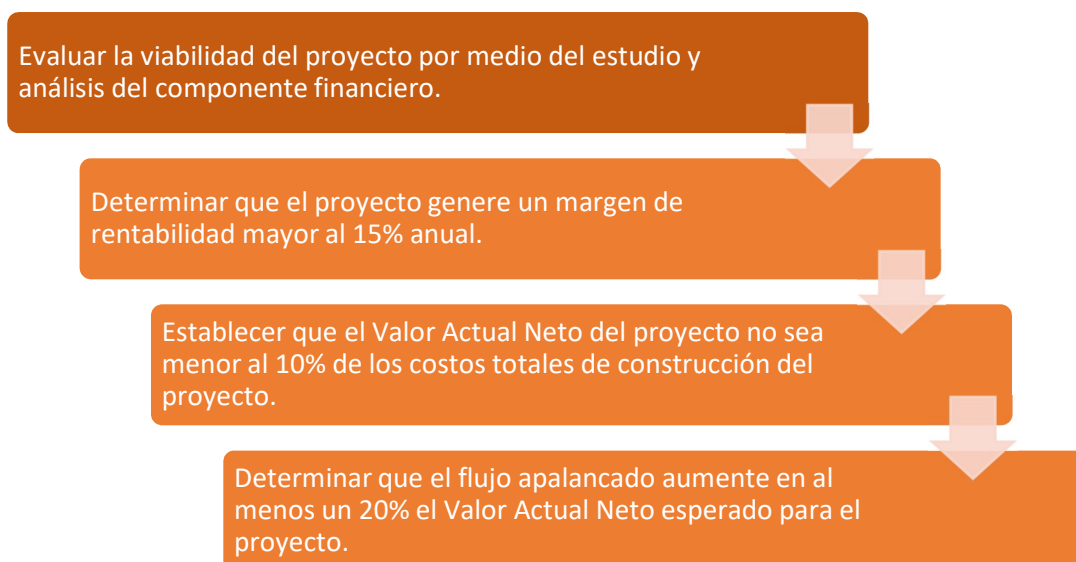 Evaluar la viabilidad del proyecto por medio del estudio y
análisis del componente financiero.
Determinar que el proyecto genere un margen de
rentabilidad mayor al 15% anual.
Establecer que el Valor Actual Neto del proyecto no sea
menor al 10% de los costos totales de construcción del
proyecto.
Determinar que el flujo apalancado aumente en al
menos un 20% el Valor Actual Neto esperado para el
proyecto.